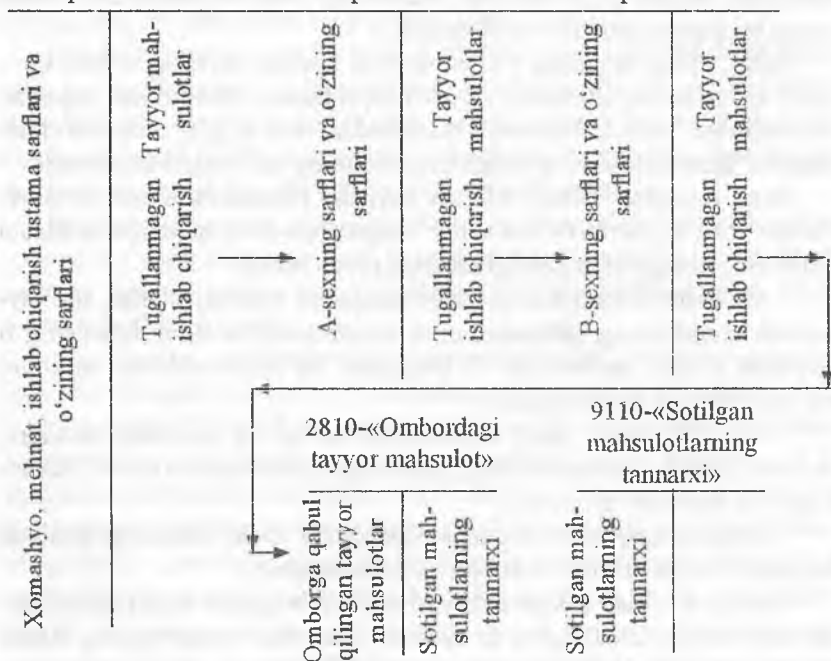 Xomashyo, mehnat, ishlab chiqarish ustama sarflari va
o‘zining sarflari
Tugallanmagan Tayyor mah-
ishlab chiqarish sulotlar
A-sexning sarflari va o‘zining
sarflari
Tugallanmagan Tayyor
ishlab chiqarish mahsulotlar
B-sexning sarflari va o‘zining
sarflari
Tugallanmagan Tayyor
ishlab chiqarish mahsulotlar
2810-«Ombordagi
tayyor mahsulot»
9110-«Sotilgan
mahsulotlarning
tannarxi»
Omborga qabul
qilingan tayyor
mahsulotlar
Sotilgan mah-
sulotlarning
tannarxi
Sotilgan mah-
sulotlarning
tannarxi